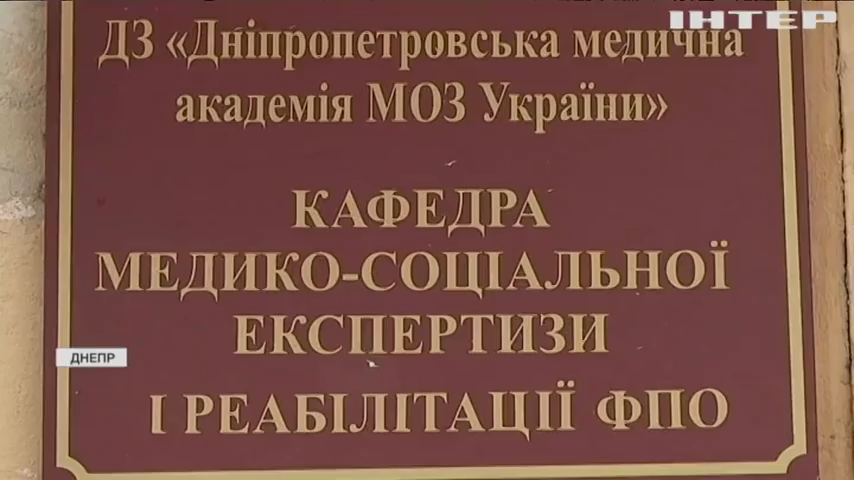 ІНТЕР
ДЗ «Дніпропетровська медична
академія МОЗ України»
КАФЕДРА
МЕДИКО-СОЦІАЛЬНОЇ
ЕКСПЕРТИЗИ
ДНЕПР
І РЕАБІЛІТАЦІЇ ФПО